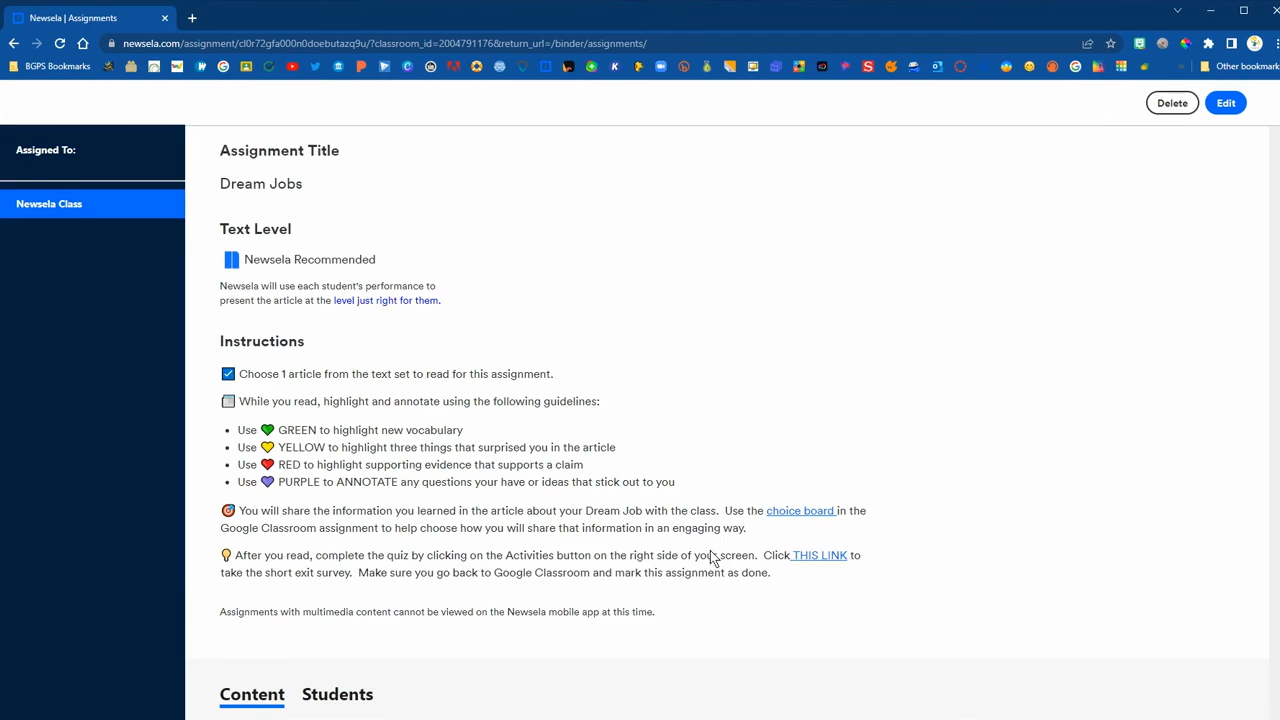 Newsela | Assignments
newsela.com/assignment/cl0r72gfa000n0doebutazq9u/?classroom_id=2004791176&return_url=/binder/assignments/
BGPS Bookmarks
Other bookmark
Delete
Edit
Assigned To:
Newsela Class
Assignment Title
Dream Jobs
Text Level
Newsela Recommended
Newsela will use each student's performance to
present the article at the level just right for them.
Instructions
Choose 1 article from the text set to read for this assignment.
While you read, highlight and annotate using the following guidelines:
• Use 💚 GREEN to highlight new vocabulary
• Use 💛 YELLOW to highlight three things that surprised you in the article
• Use ❤️ RED to highlight supporting evidence that supports a claim
• Use 💜 PURPLE to ANNOTATE any questions your have or ideas that stick out to you
🎯 You will share the information you learned in the article about your Dream Job with the class. Use the choice board in the
Google Classroom assignment to help choose how you will share that information in an engaging way.
💡 After you read, complete the quiz by clicking on the Activities button on the right side of your screen. Click THIS LINK to
take the short exit survey. Make sure you go back to Google Classroom and mark this assignment as done.
Assignments with multimedia content cannot be viewed on the Newsela mobile app at this time.
Content Students